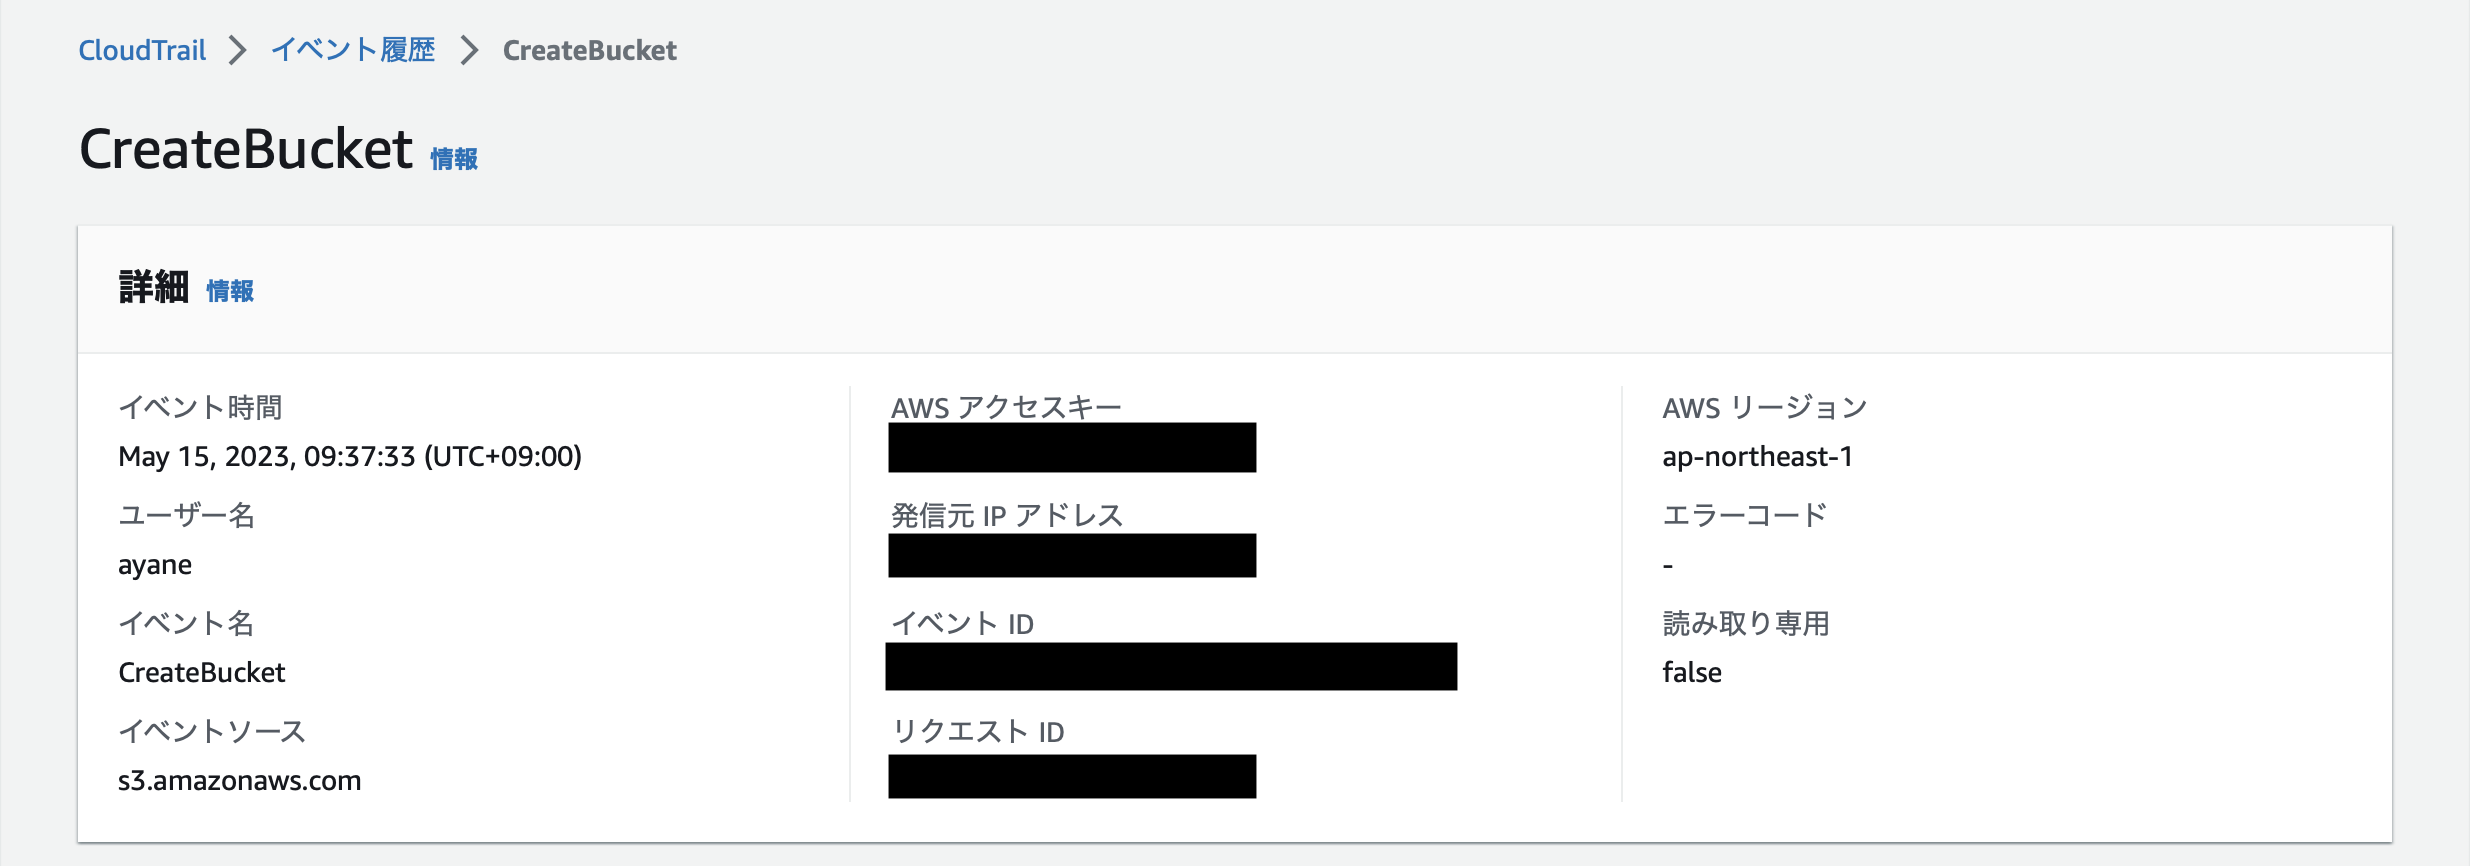 CloudTrail > イベント履歴 > CreateBucket
CreateBucket 情報
詳細 情報
イベント時間
May 15, 2023, 09:37:33 (UTC+09:00)
ユーザー名
ayane
イベント名
CreateBucket
イベントソース
s3.amazonaws.com
AWS アクセスキー
発信元 IP アドレス
イベント ID
リクエスト ID
AWS リージョン
ap-northeast-1
エラーコード
-
読み取り専用
false